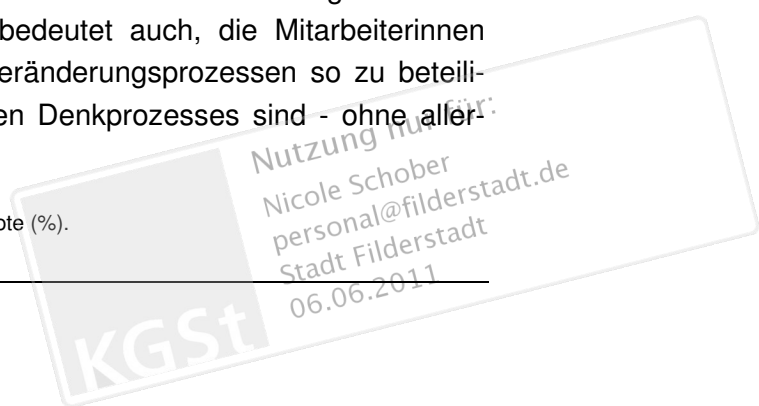 bedeutet auch, die Mitarbeiterinnen
eränderungsprozessen so zu beteili-
en Denkprozesses sind - ohne aller-
ote (%).
Nutzung nur für:
Nicole Schober
personal@filderstadt.de
Stadt Filderstadt
06.06.2011
KGSt